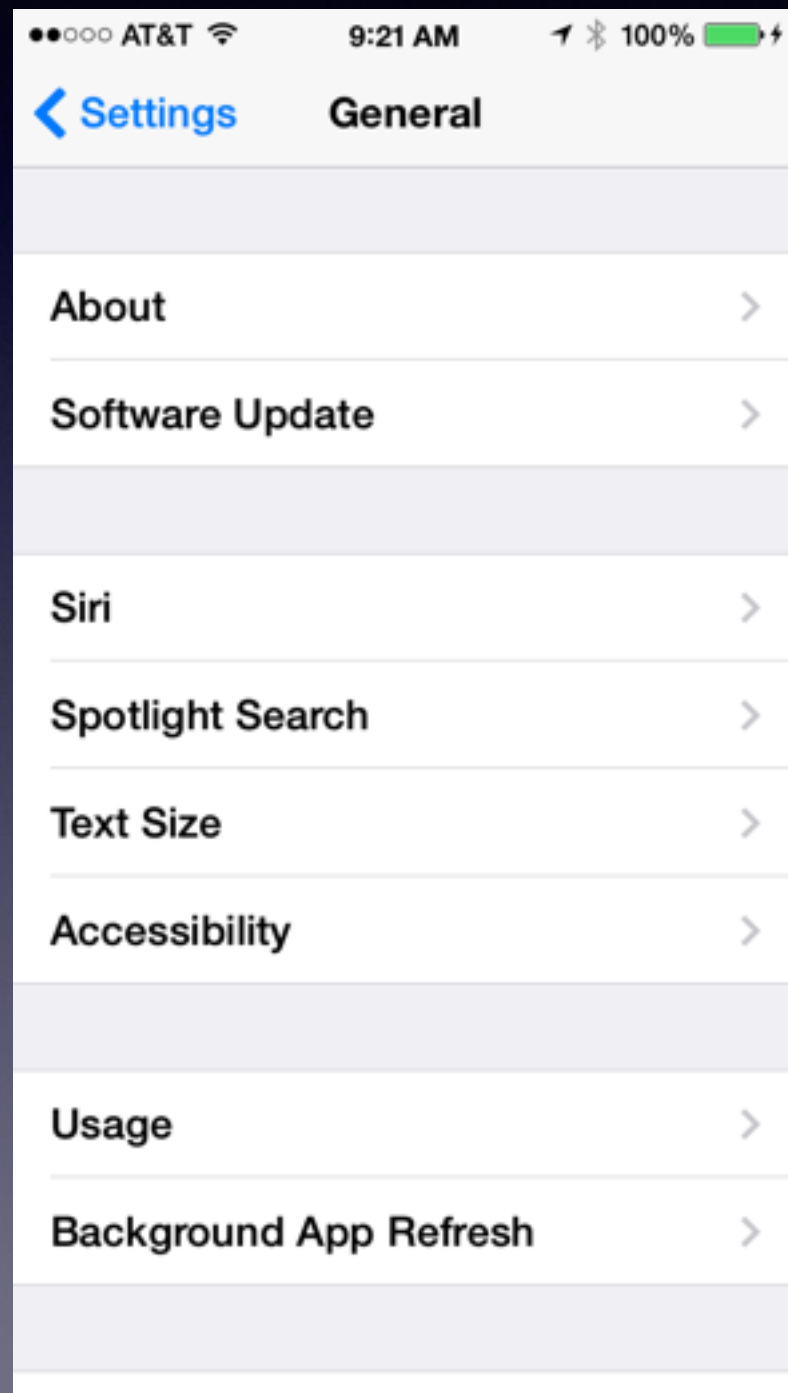 AT&T 9:21 AM 100%
Settings General
About
Software Update
Siri
Spotlight Search
Text Size
Accessibility
Usage
Background App Refresh